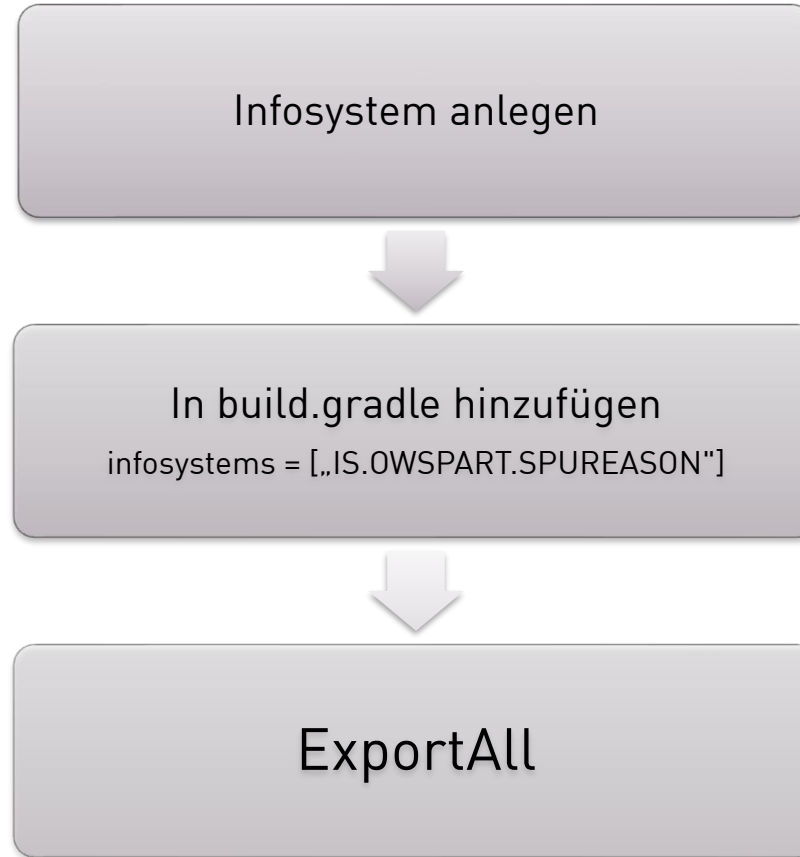 Infosystem anlegen
In build.gradle hinzufügen
infosystems = [„IS.OWSPART.SPUREASON"]
ExportAll